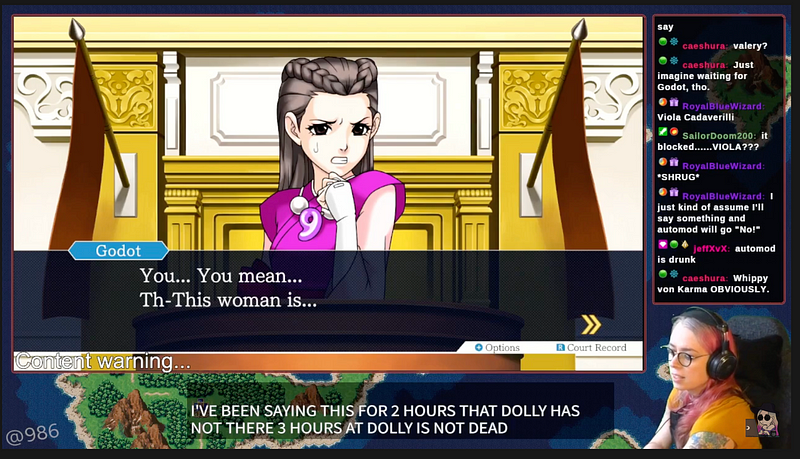 say
caeshura: valery?
caeshura: Just
imagine waiting for
Godot, tho.
RoyalBlueWizard:
Viola Cadaverilli
SailorDoom200: it
blocked......VIOLA???
RoyalBlueWizard:
*SHRUG*
RoyalBlueWizard: I
just kind of assume I'll
say something and
automod will go "No!"
jeffXvX: automod
is drunk
caeshura: Whippy
von Karma OBVIOUSLY.
9
Godot
You... You mean...
Th-This woman is...
Options
R Court Record
Content warning...
I'VE BEEN SAYING THIS FOR 2 HOURS THAT DOLLY HAS
NOT THERE 3 HOURS AT DOLLY IS NOT DEAD
@986